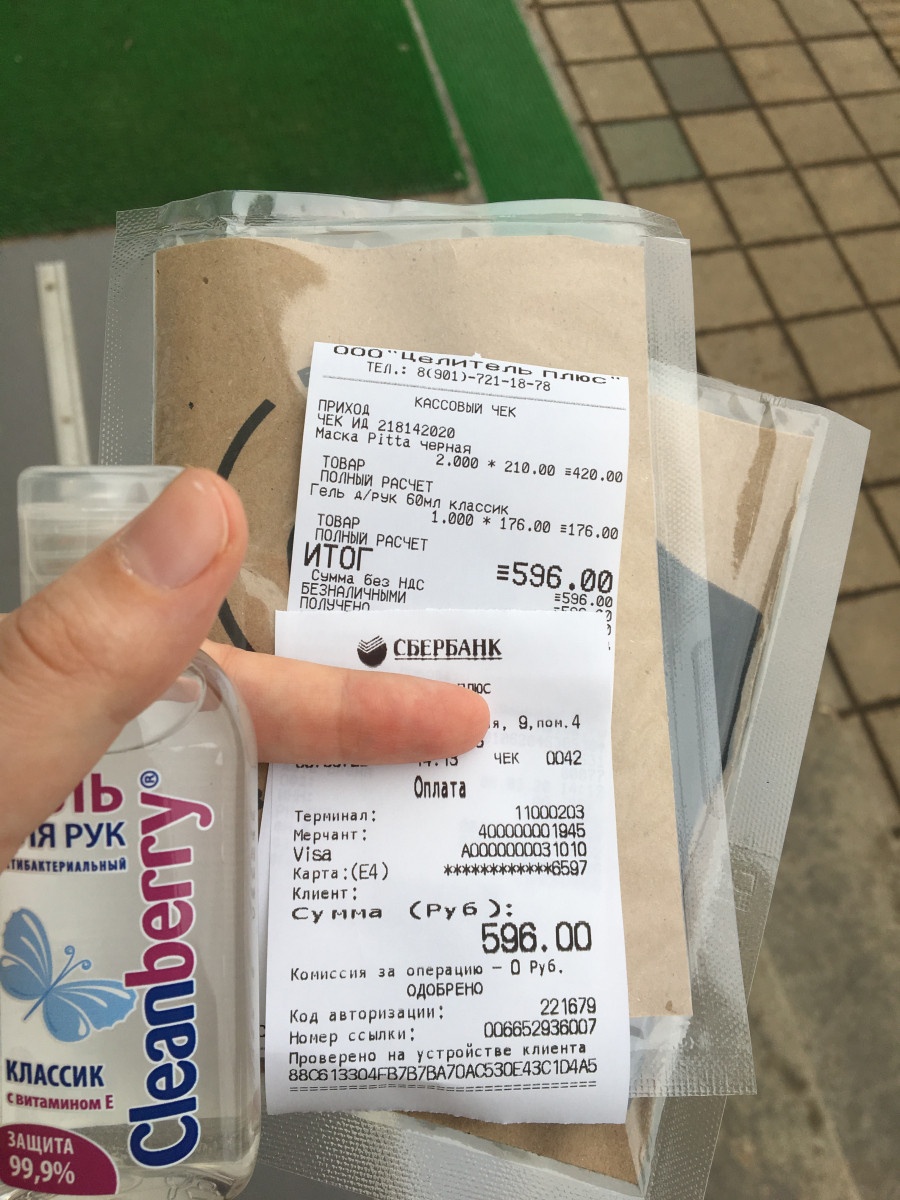 ООО "Целитель плюс"
ТЕЛ.: 8(901)-721-18-78
КАССОВЫЙ ЧЕК
ПРИХОД
ЧЕК ИД 218142020
Маска Pitta черная
2.000 * 210.00 ≡420.00
ТОВАР
ПОЛНЫЙ РАСЧЕТ
Гель д/рук 60мл классик
1.000 * 176.00 ≡176.00
ТОВАР
ПОЛНЫЙ РАСЧЕТ
ИТОГ ≡596.00
Сумма без НДС ≡596.00
БЕЗНАЛИЧНЫМИ
ПОЛУЧЕНО
СБЕРБАНК
плюс
я, 9,пом.4
ЧЕК 0042
Оплата
Терминал: 11000203
Мерчант: 400000001945
Visa A0000000031010
Карта:(E4) ************6597
Клиент:
Сумма (Руб):
596.00
Комиссия за операцию – 0 Руб.
ОДОБРЕНО
Код авторизации: 221679
Номер ссылки: 006652936007
Проверено на устройстве клиента
88C613304FB7B7BA70AC530E43C1D4A5
================================
ЛЬ
ЛЯ РУК
ТИБАКТЕРИАЛЬНЫЙ
Cleanberry®
КЛАССИК
с витамином Е
ЗАЩИТА
99,9%